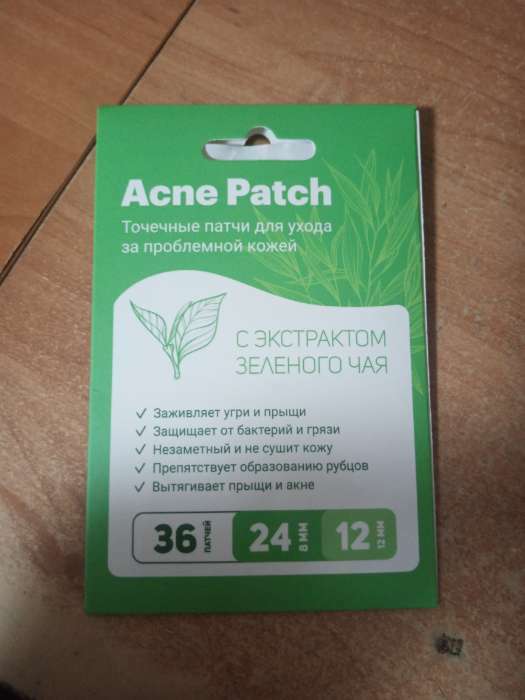 Acne Patch
Точечные патчи для ухода
за проблемной кожей
С ЭКСТРАКТОМ
ЗЕЛЕНОГО ЧАЯ
✓ Заживляет угри и прыщи
✓ Защищает от бактерий и грязи
✓ Незаметный и не сушит кожу
✓ Препятствует образованию рубцов
✓ Вытягивает прыщи и акне
36 ПАТЧЕЙ 24 8 ММ 12 12 ММ